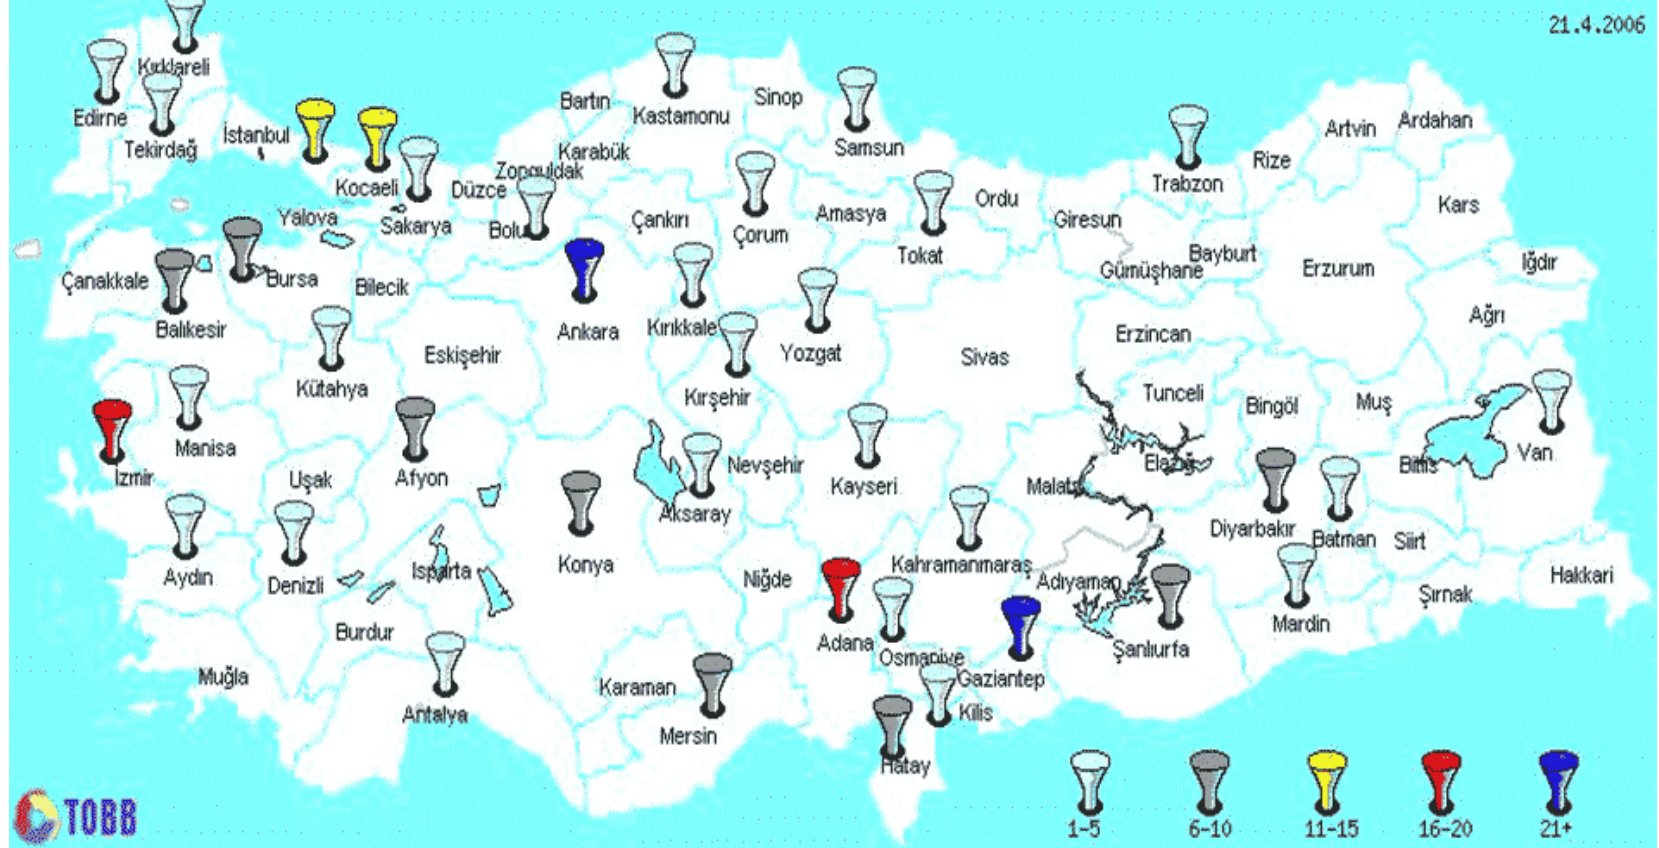 21.4.2006
Kırklareli
Edirne
Tekirdağ
İstanbul
Kocaeli
Yalova
Sakarya
Düzce
Zonguldak
Bartın
Karabük
Kastamonu
Sinop
Samsun
Bolu
Çankırı
Çorum
Amasya
Tokat
Ordu
Giresun
Trabzon
Rize
Artvin
Ardahan
Kars
Gümüşhane
Bayburt
Erzurum
Iğdır
Ağrı
Çanakkale
Balıkesir
Bursa
Bilecik
Kütahya
Eskişehir
Ankara
Kırıkkale
Kırşehir
Yozgat
Sivas
Erzincan
Tunceli
Bingöl
Muş
Bitlis
Van
İzmir
Manisa
Uşak
Afyon
Konya
Aksaray
Nevşehir
Kayseri
Malatya
Elazığ
Diyarbakır
Batman
Siirt
Aydın
Denizli
Isparta
Burdur
Niğde
Kahramanmaraş
Adıyaman
Şanlıurfa
Mardin
Şırnak
Hakkari
Muğla
Antalya
Karaman
Mersin
Adana
Osmaniye
Gaziantep
Kilis
Hatay
TOBB
1-5
6-10
11-15
16-20
21+